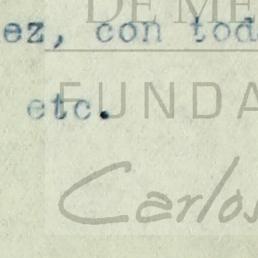 DE ME
ez, con tod
FUNDA
etc.
Carlos